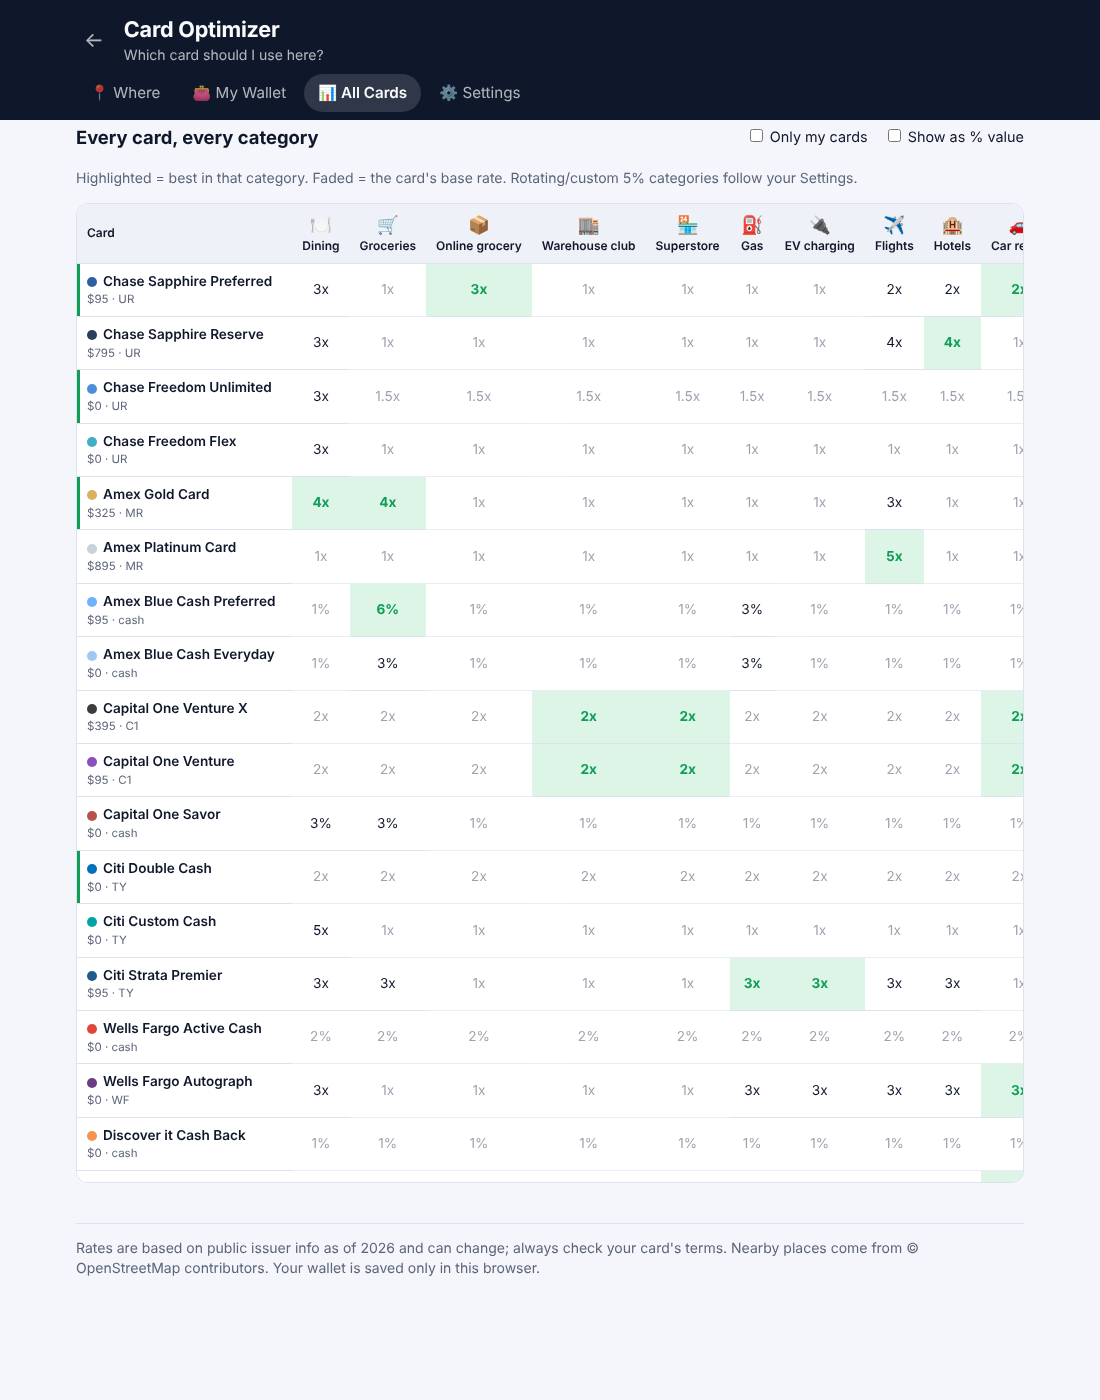 Card Optimizer
Which card should I use here?
Where My Wallet All Cards Settings
Every card, every category
Only my cards Show as % value
Highlighted = best in that category. Faded = the card's base rate. Rotating/custom 5% categories follow your Settings.
Card Dining Groceries Online grocery Warehouse club Superstore Gas EV charging Flights Hotels Car
Chase Sapphire Preferred 3x 1x 3x 1x 1x 1x 1x 2x 2x
$95 · UR
Chase Sapphire Reserve 3x 1x 1x 1x 1x 1x 1x 4x 4x
$795 · UR
Chase Freedom Unlimited 3x 1.5x 1.5x 1.5x 1.5x 1.5x 1.5x 1.5x 1.5x
$0 · UR
Chase Freedom Flex 3x 1x 1x 1x 1x 1x 1x 1x 1x
$0 · UR
Amex Gold Card 4x 4x 1x 1x 1x 1x 1x 3x 1x
$325 · MR
Amex Platinum Card 1x 1x 1x 1x 1x 1x 1x 5x 1x
$895 · MR
Amex Blue Cash Preferred 1% 6% 1% 1% 1% 3% 1% 1% 1%
$95 · cash
Amex Blue Cash Everyday 1% 3% 1% 1% 1% 3% 1% 1% 1%
$0 · cash
Capital One Venture X 2x 2x 2x 2x 2x 2x 2x 2x 2x
$395 · C1
Capital One Venture 2x 2x 2x 2x 2x 2x 2x 2x 2x
$95 · C1
Capital One Savor 3% 3% 1% 1% 1% 1% 1% 1% 1%
$0 · cash
Citi Double Cash 2x 2x 2x 2x 2x 2x 2x 2x 2x
$0 · TY
Citi Custom Cash 5x 1x 1x 1x 1x 1x 1x 1x 1x
$0 · TY
Citi Strata Premier 3x 3x 1x 1x 1x 3x 3x 3x 3x
$95 · TY
Wells Fargo Active Cash 2% 2% 2% 2% 2% 2% 2% 2% 2%
$0 · cash
Wells Fargo Autograph 3x 1x 1x 1x 1x 3x 3x 3x 3x
$0 · WF
Discover it Cash Back 1% 1% 1% 1% 1% 1% 1% 1% 1%
$0 · cash
Rates are based on public issuer info as of 2026 and can change; always check your card's terms. Nearby places come from ©
OpenStreetMap contributors. Your wallet is saved only in this browser.